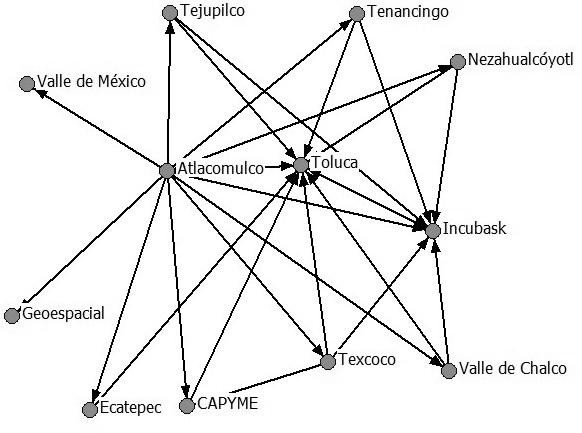 Tejupilco
Tenancingo
Nezahualcóyotl
Valle de México
Atlacomulco
Toluca
Incubask
Geoespacial
Texcoco
Valle de Chalco
Ecatepec
CAPYME